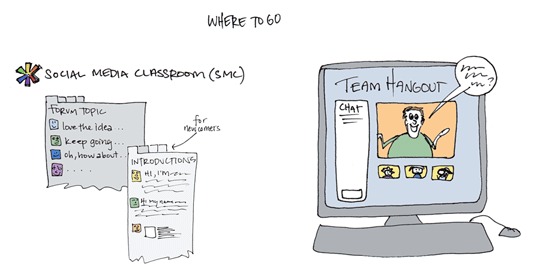 WHERE TO GO
SOCIAL MEDIA CLASSROOM (SMC)
FORUM TOPIC
love the idea...
keep going...
oh, how about...
.....
for newcomers
INTRODUCTIONS
HI, I'm
Hi my name
TEAM HANGOUT
CHAT